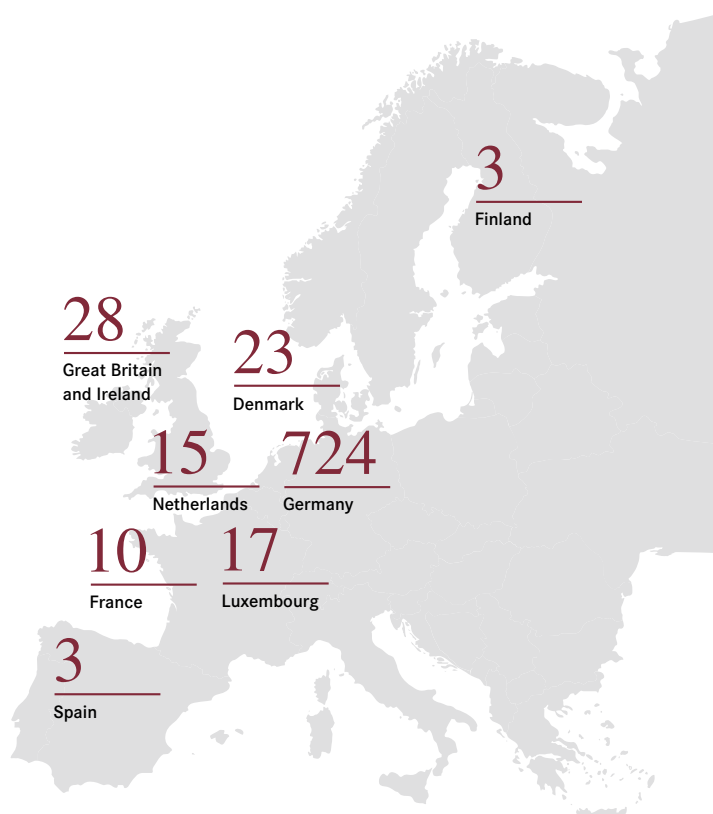 3
Finland
28
Great Britain
and Ireland
23
Denmark
15
Netherlands
724
Germany
10
France
17
Luxembourg
3
Spain